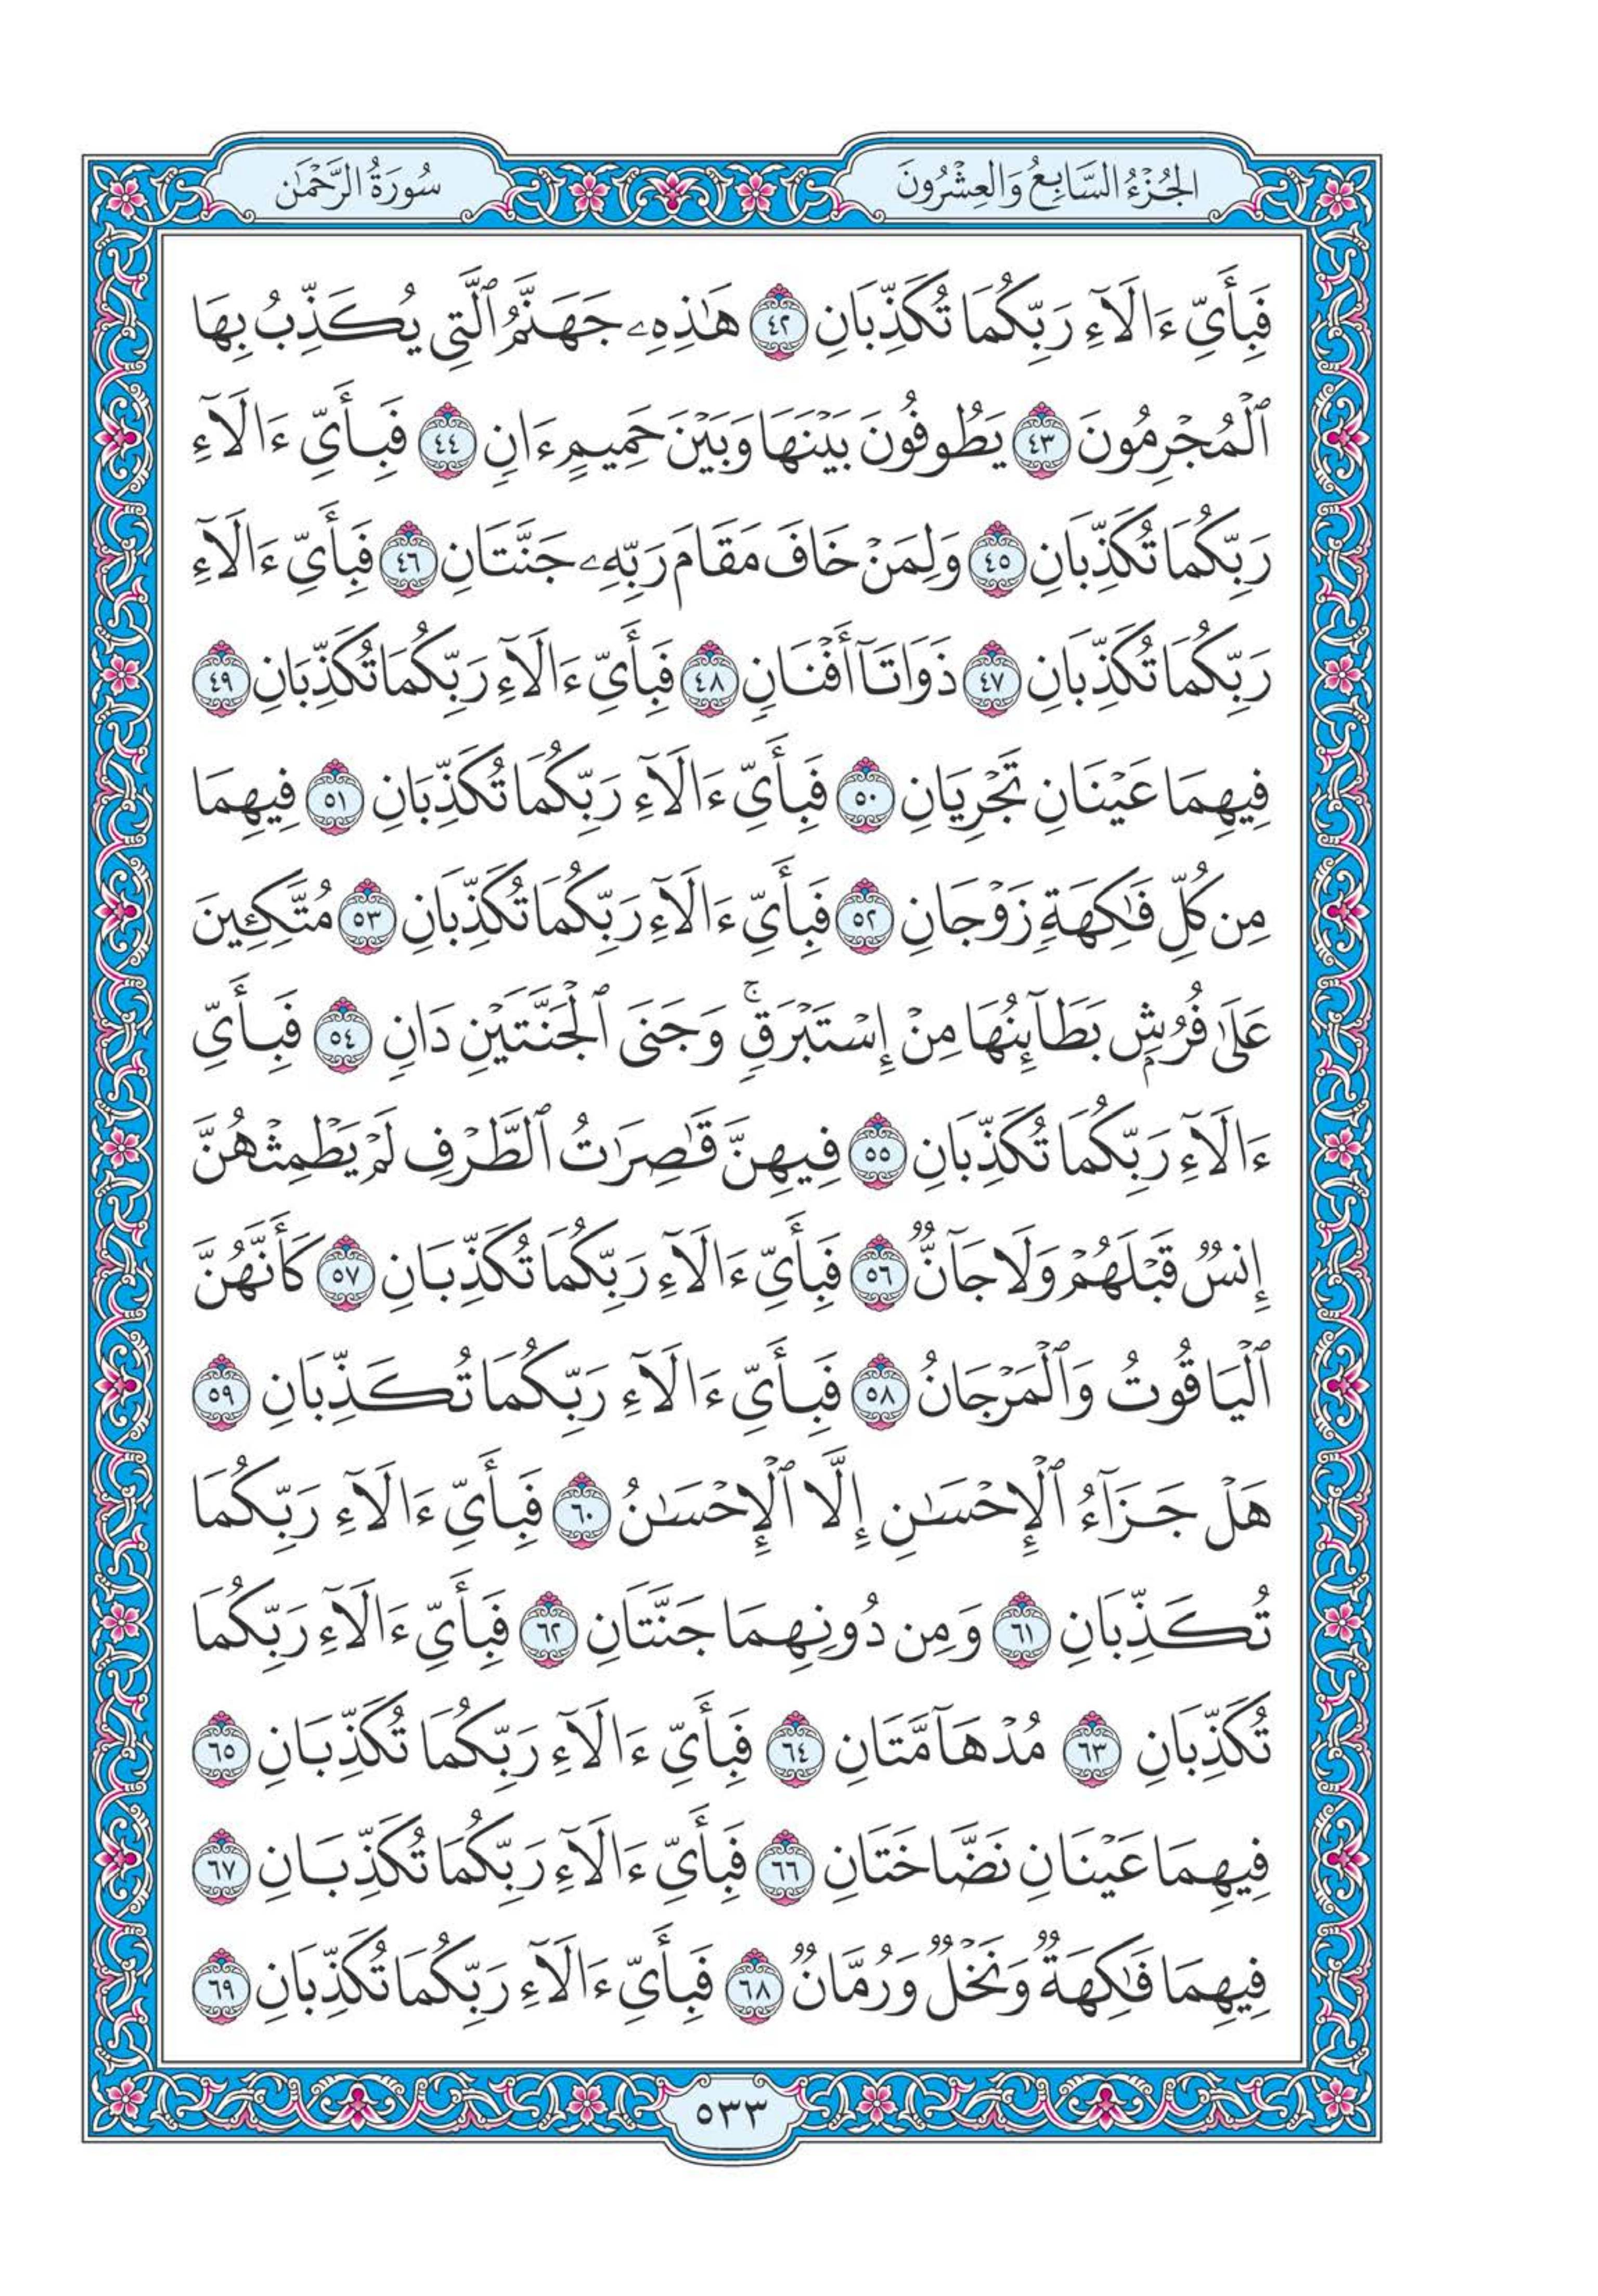 الجُزْءُ السَّابِعُ وَالعِشْرُونَ
سُورَةُ الرَّحْمَٰن
فَبِأَيِّ ءَالَآءِ رَبِّكُمَا تُكَذِّبَانِ ٤٢ هَٰذِهِۦ جَهَنَّمُ ٱلَّتِي يُكَذِّبُ بِهَا
ٱلْمُجْرِمُونَ ٤٣ يَطُوفُونَ بَيْنَهَا وَبَيْنَ حَمِيمٍ ءَانٍ ٤٤ فَبِأَيِّ ءَالَآءِ
رَبِّكُمَا تُكَذِّبَانِ ٤٥ وَلِمَنْ خَافَ مَقَامَ رَبِّهِۦ جَنَّتَانِ ٤٦ فَبِأَيِّ ءَالَآءِ
رَبِّكُمَا تُكَذِّبَانِ ٤٧ ذَوَاتَآ أَفْنَانٍ ٤٨ فَبِأَيِّ ءَالَآءِ رَبِّكُمَا تُكَذِّبَانِ ٤٩
فِيهِمَا عَيْنَانِ تَجْرِيَانِ ٥٠ فَبِأَيِّ ءَالَآءِ رَبِّكُمَا تُكَذِّبَانِ ٥١ فِيهِمَا
مِن كُلِّ فَٰكِهَةٍ زَوْجَانِ ٥٢ فَبِأَيِّ ءَالَآءِ رَبِّكُمَا تُكَذِّبَانِ ٥٣ مُتَّكِـِٔينَ
عَلَىٰ فُرُشٍۭ بَطَآئِنُهَا مِنْ إِسْتَبْرَقٍۚ وَجَنَى ٱلْجَنَّتَيْنِ دَانٍ ٥٤ فَبِأَيِّ
ءَالَآءِ رَبِّكُمَا تُكَذِّبَانِ ٥٥ فِيهِنَّ قَٰصِرَٰتُ ٱلطَّرْفِ لَمْ يَطْمِثْهُنَّ
إِنسٌ قَبْلَهُمْ وَلَا جَآنٌّ ٥٦ فَبِأَيِّ ءَالَآءِ رَبِّكُمَا تُكَذِّبَانِ ٥٧ كَأَنَّهُنَّ
ٱلْيَاقُوتُ وَٱلْمَرْجَانُ ٥٨ فَبِأَيِّ ءَالَآءِ رَبِّكُمَا تُكَذِّبَانِ ٥٩
هَلْ جَزَآءُ ٱلْإِحْسَٰنِ إِلَّا ٱلْإِحْسَٰنُ ٦٠ فَبِأَيِّ ءَالَآءِ رَبِّكُمَا
تُكَذِّبَانِ ٦١ وَمِن دُونِهِمَا جَنَّتَانِ ٦٢ فَبِأَيِّ ءَالَآءِ رَبِّكُمَا
تُكَذِّبَانِ ٦٣ مُدْهَآمَّتَانِ ٦٤ فَبِأَيِّ ءَالَآءِ رَبِّكُمَا تُكَذِّبَانِ ٦٥
فِيهِمَا عَيْنَانِ نَضَّاخَتَانِ ٦٦ فَبِأَيِّ ءَالَآءِ رَبِّكُمَا تُكَذِّبَانِ ٦٧
فِيهِمَا فَٰكِهَةٌ وَنَخْلٌ وَرُمَّانٌ ٦٨ فَبِأَيِّ ءَالَآءِ رَبِّكُمَا تُكَذِّبَانِ ٦٩
٥٣٣